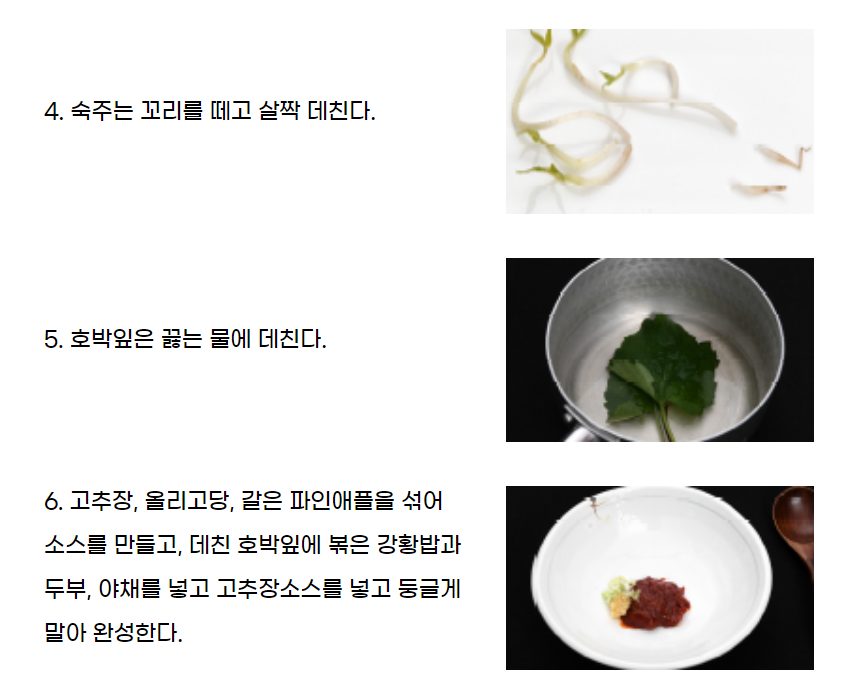 4. 숙주는 꼬리를 떼고 살짝 데친다.
5. 호박잎은 끓는 물에 데친다.
6. 고추장, 올리고당, 갈은 파인애플을 섞어
소스를 만들고, 데친 호박잎에 볶은 강황밥과
두부, 야채를 넣고 고추장소스를 넣고 둥글게
말아 완성한다.